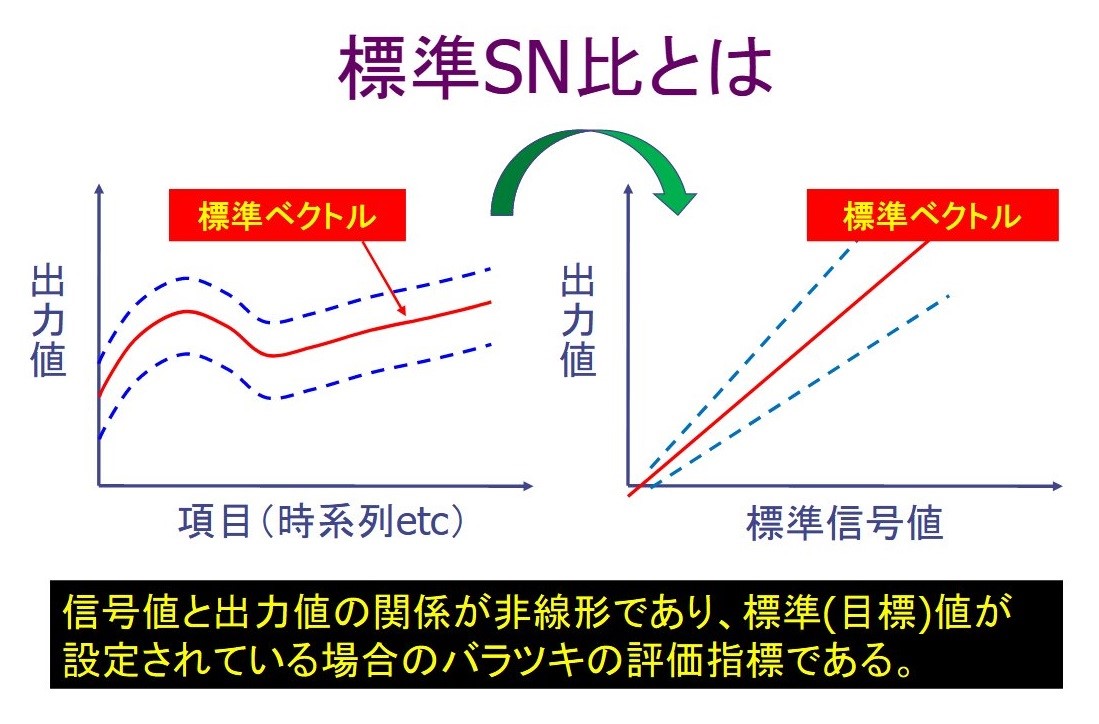 標準SN比とは
標準ベクトル
出力値
項目（時系列etc）
標準ベクトル
出力値
標準信号値
信号値と出力値の関係が非線形であり、標準(目標)値が
設定されている場合のバラツキの評価指標である。